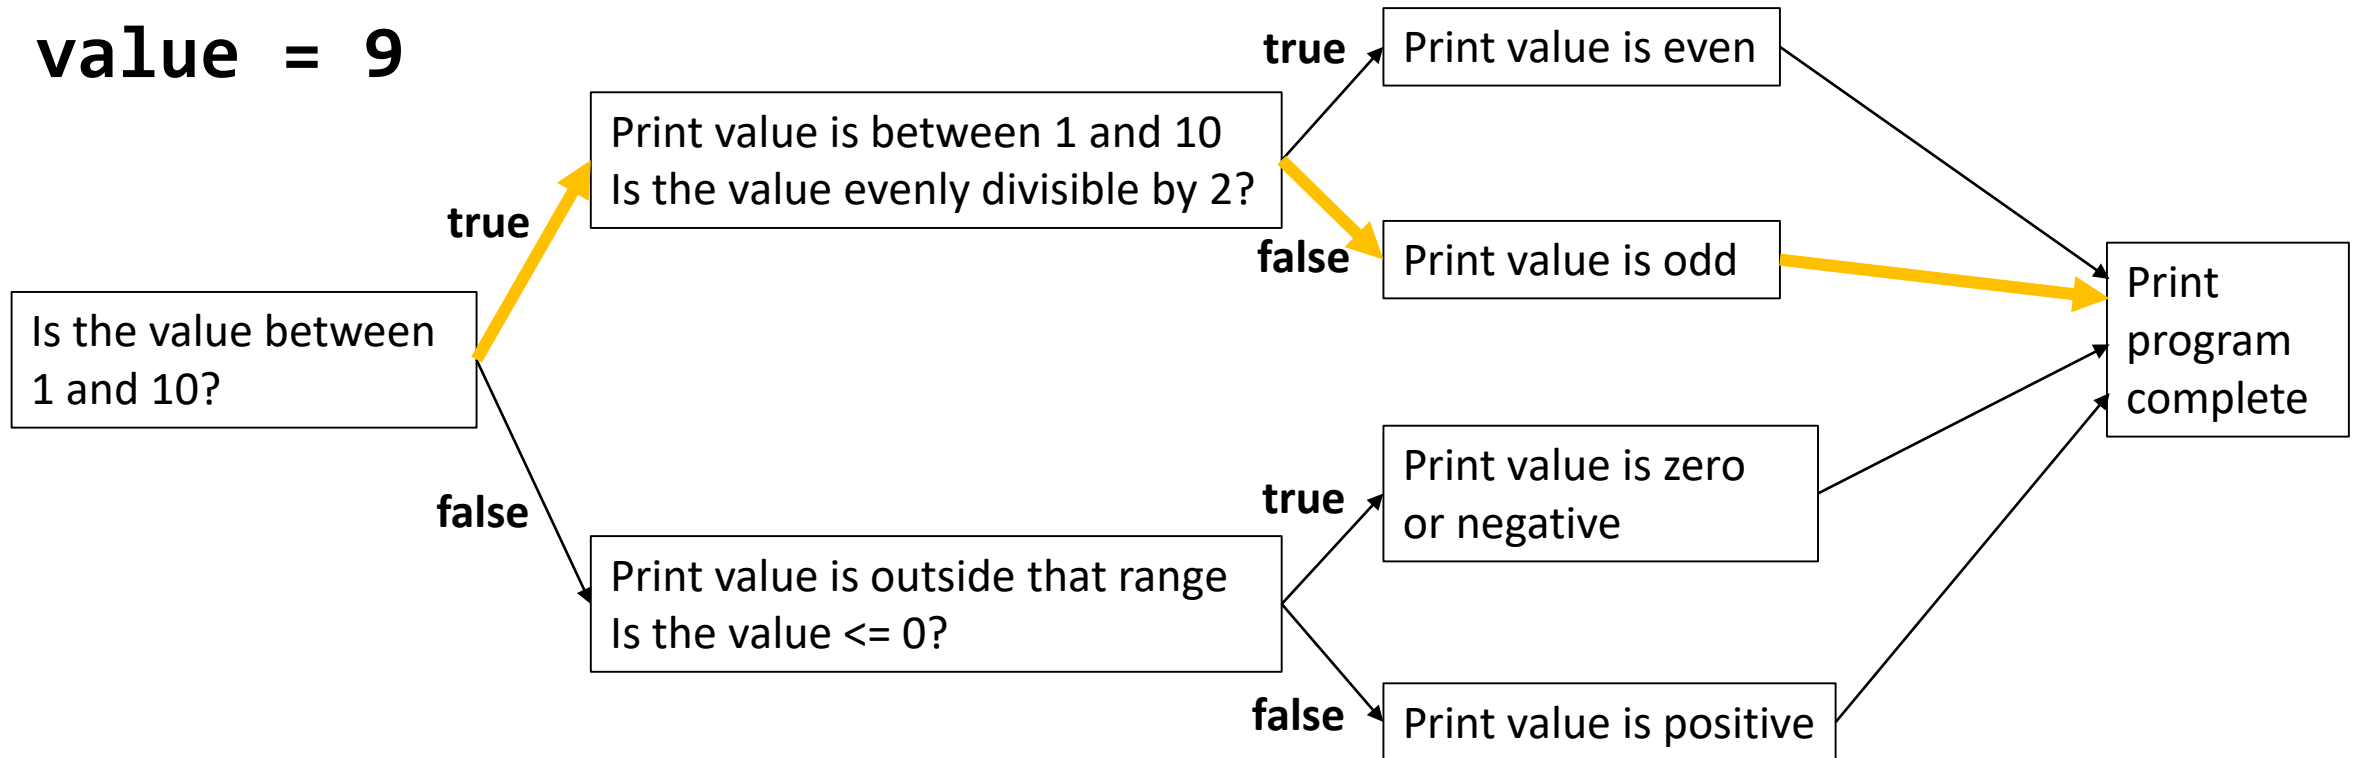 value = 9
Is the value between
1 and 10?
true
false
Print value is between 1 and 10
Is the value evenly divisible by 2?
true
false
Print value is even
Print value is odd
Print value is outside that range
Is the value <= 0?
true
false
Print value is zero
or negative
Print value is positive
Print
program
complete